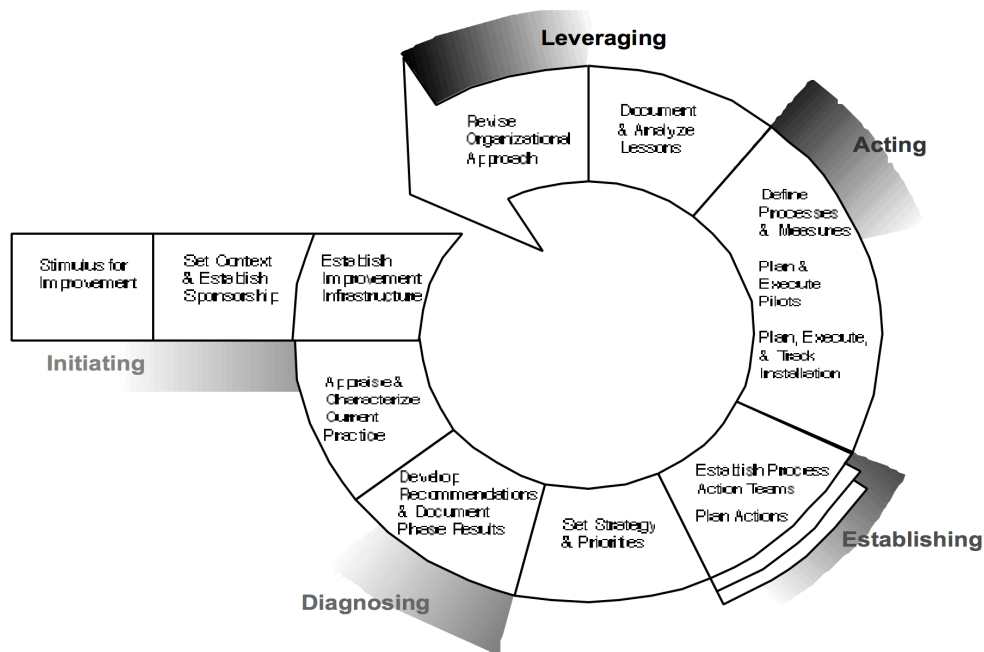 Leveraging
Revise
Organizational
Approach
Document
& Analyze
Lessons
Acting
Define
Processes
& Measures
Plan &
Execute
Pilots
Plan, Execute,
& Track
Installation
Stimulus for
Improvement
Set Context
& Establish
Sponsorship
Establish
Improvement
Infrastructure
Initiating
Appraise &
Characterize
Current
Practice
Develop
Recommendations
& Document
Phase Results
Diagnosing
Set Strategy
& Priorities
Establish Process
Action Teams
Plan Actions
Establishing